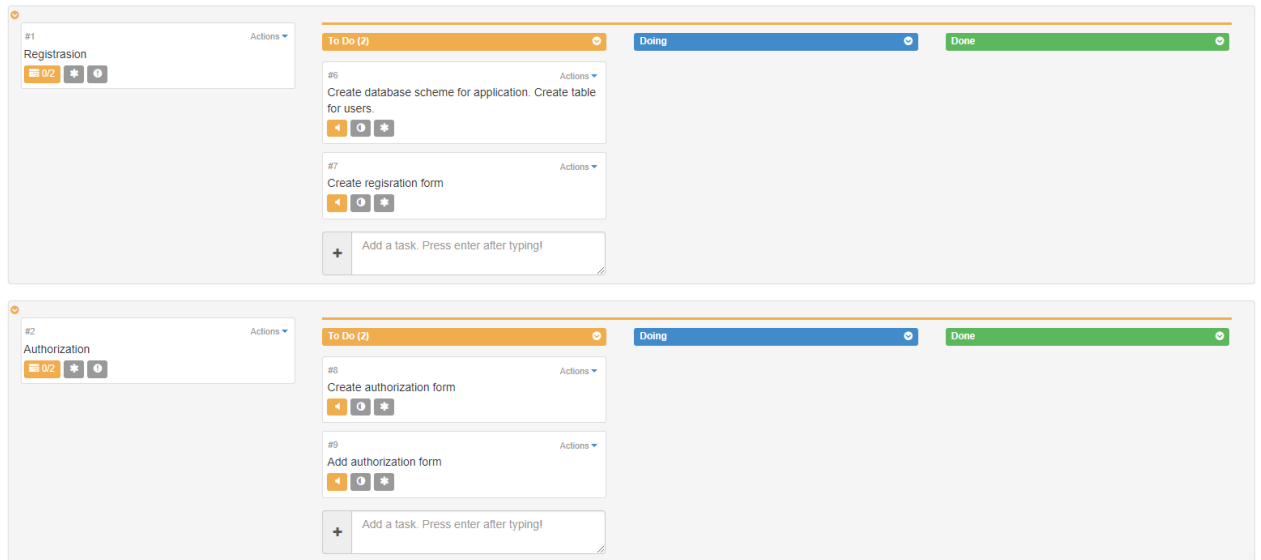 #1 Actions
Registrasion
0/2
To Do (2) Doing Done
#6 Actions
Create database scheme for application. Create table
for users.
#7 Actions
Create regisration form
Add a task. Press enter after typing!
#2 Actions
Authorization
0/2
To Do (2) Doing Done
#8 Actions
Create authorization form
#9 Actions
Add authorization form
Add a task. Press enter after typing!